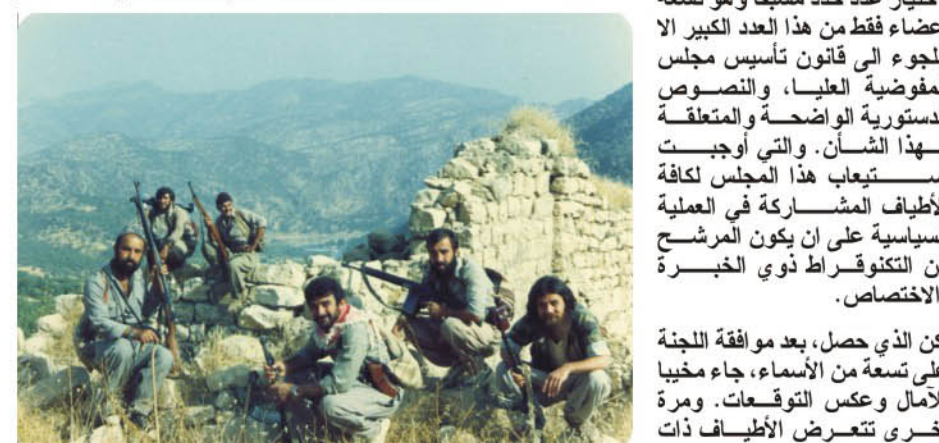 عضاء فقط من هذا العدد الكبير الا
لجوء الى قانون تأسيس مجلس
مفوضية العليا، والنصوص
دستورية الواضحة والمتعلقة
هذا الشأن. والتي أوجبت
ستيعاب هذا المجلس لكافة
لأطياف المشاركة في العملية
سياسية على ان يكون المرشح
ن التكنوقراط ذوي الخبرة
الاختصاص.
كن الذي حصل، بعد موافقة اللجنة
على تسعة من الأسماء، جاء مخيبا
لآمال وعكس التوقعات. ومرة
خرى تتعرض الأطياف ذات